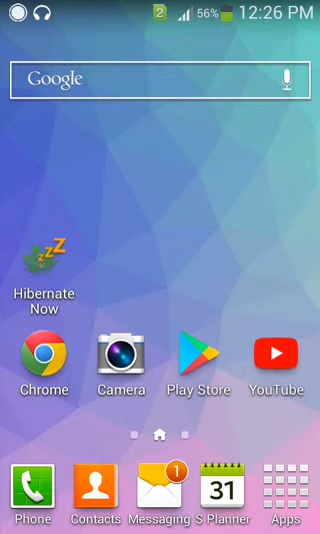 2 56% 12:26 PM
Google
zzZ
Hibernate
Now
Chrome Camera Play Store YouTube
1
31
Phone Contacts Messaging S Planner Apps